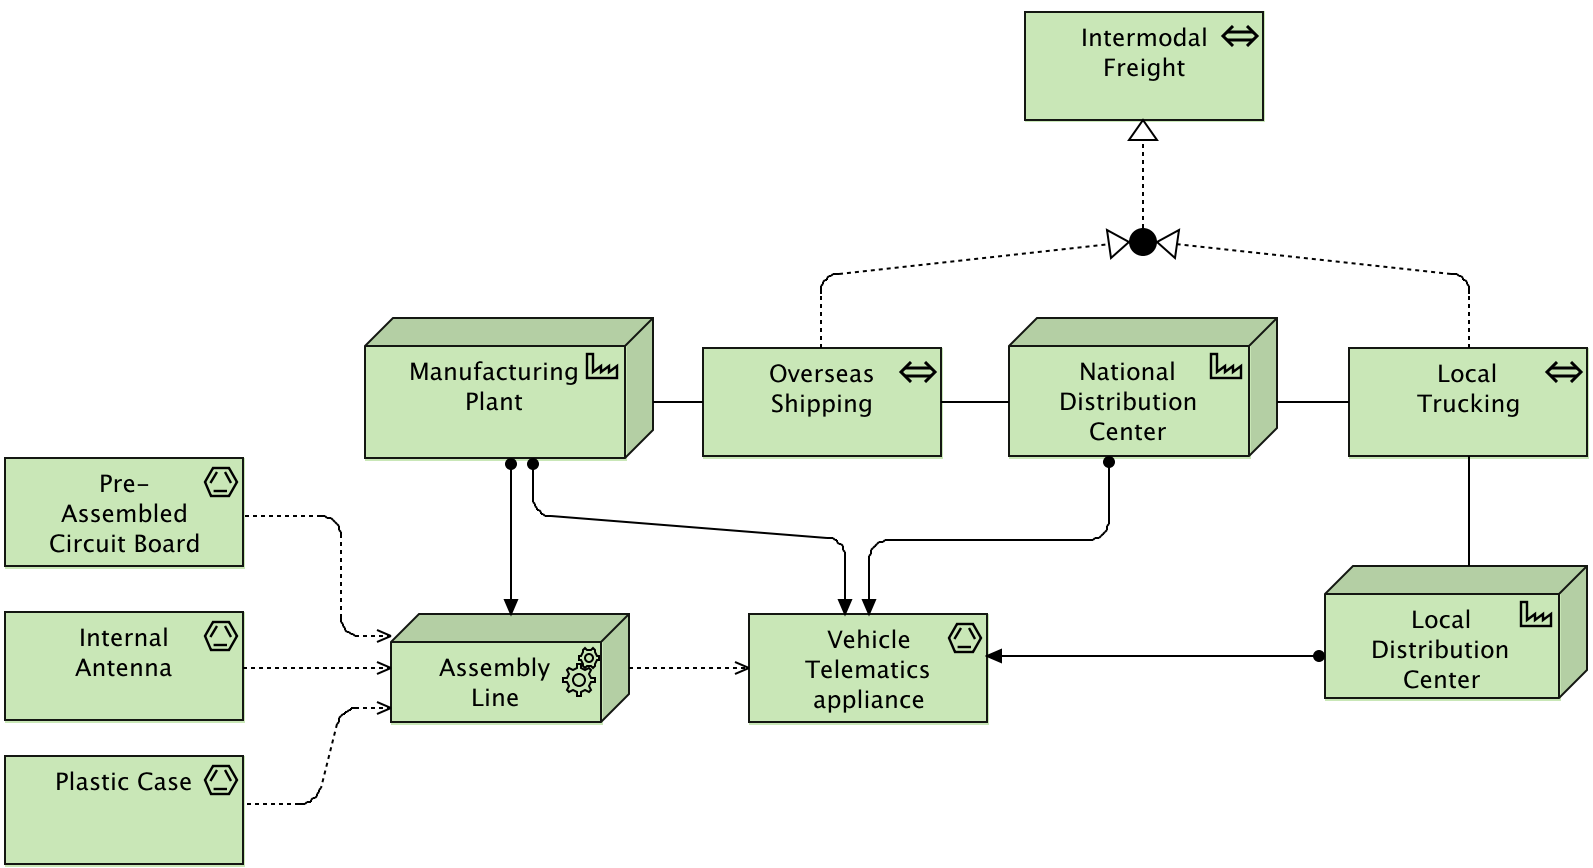 Intermodal
Freight
Manufacturing
Plant
Overseas
Shipping
National
Distribution
Center
Local
Trucking
Pre-
Assembled
Circuit Board
Internal
Antenna
Assembly
Line
Vehicle
Telematics
appliance
Local
Distribution
Center
Plastic Case